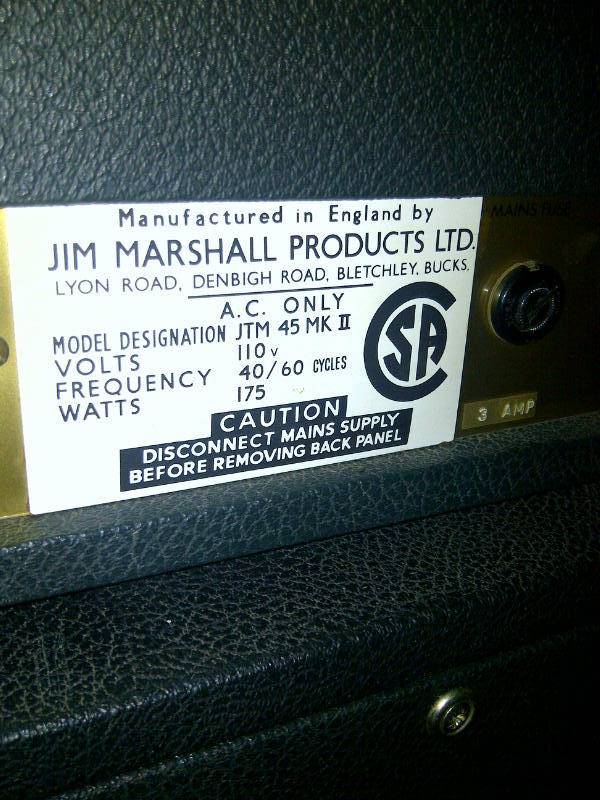 Manufactured in England by
JIM MARSHALL PRODUCTS LTD.
LYON ROAD, DENBIGH ROAD, BLETCHLEY, BUCKS.
A.C. ONLY
MODEL DESIGNATION JTM 45 MK II
VOLTS 110v
FREQUENCY 40/60 CYCLES
WATTS 175
CSA
CAUTION
DISCONNECT MAINS SUPPLY
BEFORE REMOVING BACK PANEL
MAINS FUSE
3 AMP